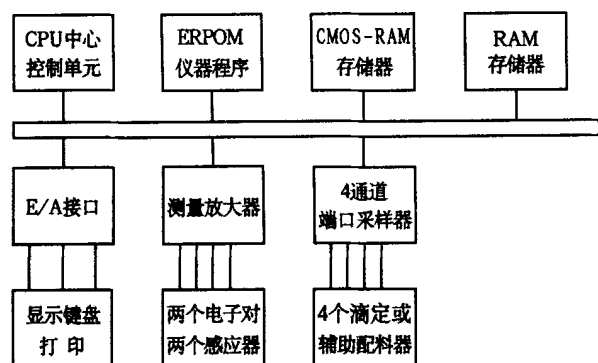 CPU中心
控制单元
ERPOM
仪器程序
CMOS-RAM
存储器
RAM
存储器
E/A接口
测量放大器
4通道
端口采样器
显示键盘
打 印
两个电子对
两个感应器
4个滴定或
辅助配料器